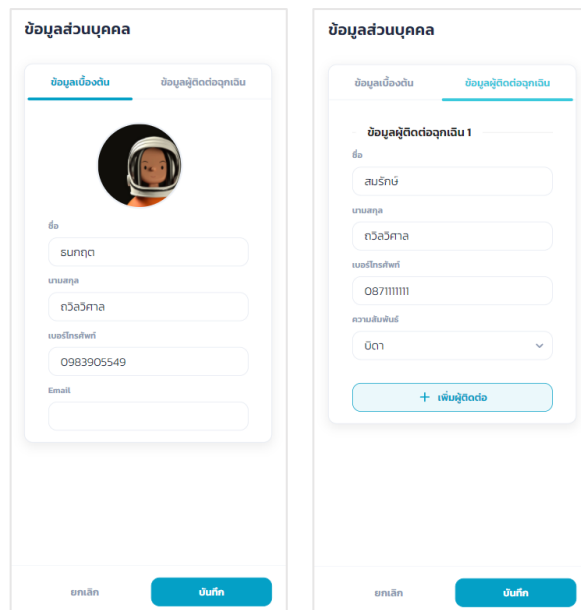 ข้อมูลส่วนบุคคล
ข้อมูลเบื้องต้น ข้อมูลผู้ติดต่อฉุกเฉิน
ชื่อ
ธนกฤต
นามสกุล
ถวิลวิศาล
เบอร์โทรศัพท์
0983905549
Email
ยกเลิก บันทึก
ข้อมูลส่วนบุคคล
ข้อมูลเบื้องต้น ข้อมูลผู้ติดต่อฉุกเฉิน
ข้อมูลผู้ติดต่อฉุกเฉิน 1
ชื่อ
สมรักษ์
นามสกุล
ถวิลวิศาล
เบอร์โทรศัพท์
0871111111
ความสัมพันธ์
บิดา
+ เพิ่มผู้ติดต่อ
ยกเลิก บันทึก